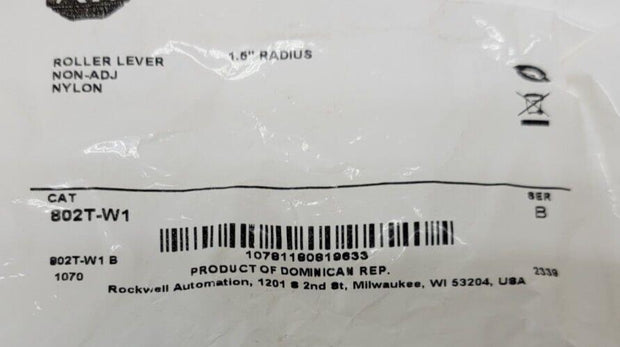 ROLLER LEVER
1.5" RADIUS
NON-ADJ
NYLON
CAT
802T-W1
SER
B
10781180819633
802T-W1 B
PRODUCT OF DOMINICAN REP.
1070
2339
Rockwell Automation, 1201 S 2nd St, Milwaukee, WI 53204, USA